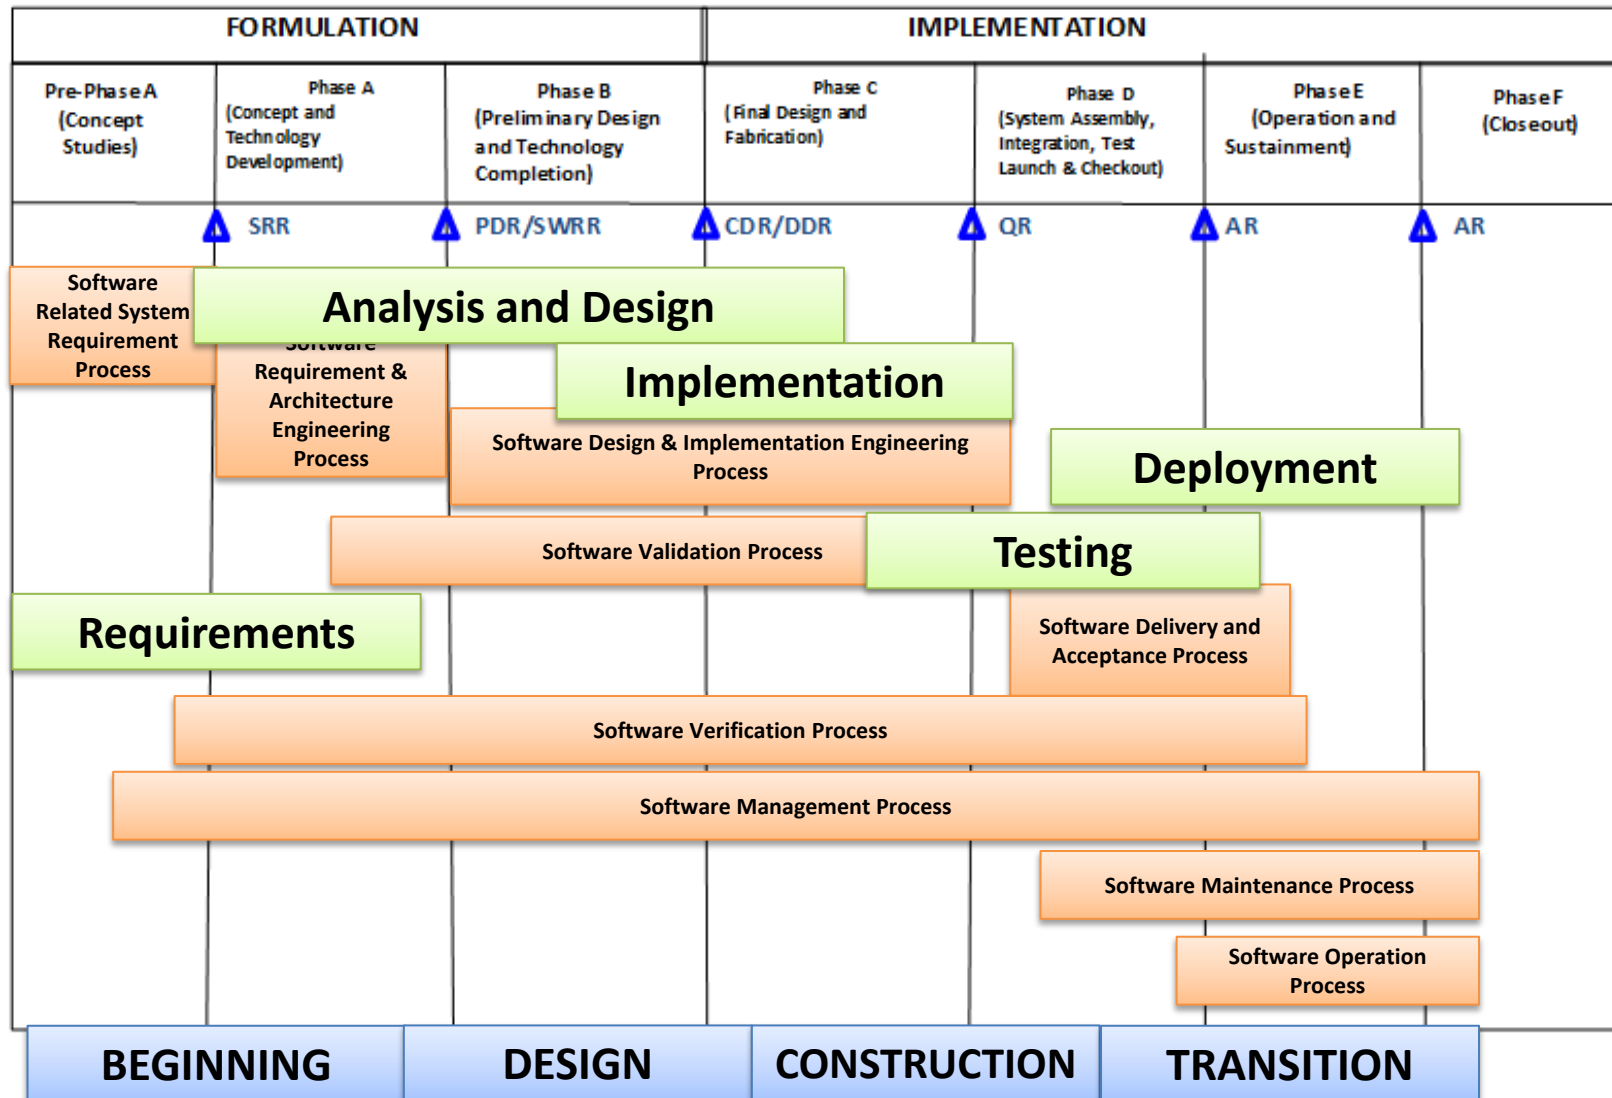 FORMULATION
IMPLEMENTATION
Pre-Phase A
(Concept
Studies)
Phase A
(Concept and
Technology
Development)
Phase B
(Preliminary Design
and Technology
Completion)
Phase C
(Final Design and
Fabrication)
Phase D
(System Assembly,
Integration, Test
Launch & Checkout)
Phase E
(Operation and
Sustainment)
Phase F
(Closeout)
SRR
PDR/SWRR
CDR/DDR
QR
AR
AR
Software
Related System
Requirement
Process
Analysis and Design
Software
Requirement &
Architecture
Engineering
Process
Implementation
Software Design & Implementation Engineering
Process
Deployment
Software Validation Process
Testing
Requirements
Software Delivery and
Acceptance Process
Software Verification Process
Software Management Process
Software Maintenance Process
Software Operation
Process
BEGINNING
DESIGN
CONSTRUCTION
TRANSITION